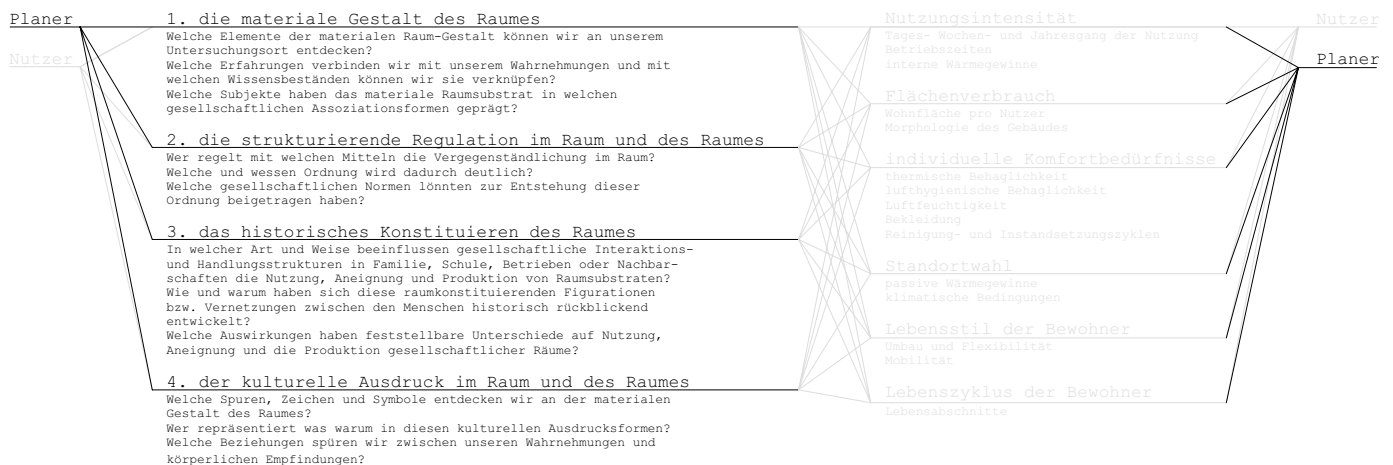 Planer
Nutzer
1. die materiale Gestalt des Raumes
Welche Elemente der materialen Raum-Gestalt können wir an unserem
Untersuchungsort entdecken?
Welche Erfahrungen verbinden wir mit unserem Wahrnehmungen und mit
welchen Wissensbeständen können wir sie verknüpfen?
Welche Subjekte haben das materiale Raumsubstrat in welchen
gesellschaftlichen Assoziationsformen geprägt?
2. die strukturierende Regulation im Raum und des Raumes
Wer regelt mit welchen Mitteln die Vergegenständlichung im Raum?
Welche und wessen Ordnung wird dadurch deutlich?
Welche gesellschaftlichen Normen lönnten zur Entstehung dieser
Ordnung beigetragen haben?
3. das historisches Konstituieren des Raumes
In welcher Art und Weise beeinflussen gesellschaftliche Interaktions-
und Handlungsstrukturen in Familie, Schule, Betrieben oder Nachbar-
schaften die Nutzung, Aneignung und Produktion von Raumsubstraten?
Wie und warum haben sich diese raumkonstituierenden Figurationen
bzw. Vernetzungen zwischen den Menschen historisch rückblickend
entwickelt?
Welche Auswirkungen haben feststellbare Unterschiede auf Nutzung,
Aneignung und die Produktion gesellschaftlicher Räume?
4. der kulturelle Ausdruck im Raum und des Raumes
Welche Spuren, Zeichen und Symbole entdecken wir an der materialen
Gestalt des Raumes?
Wer repräsentiert was warum in diesen kulturellen Ausdrucksformen?
Welche Beziehungen spüren wir zwischen unseren Wahrnehmungen und
körperlichen Empfindungen?
Nutzungsintensität
Tages- Wochen- und Jahresgang der Nutzung
Betriebszeiten
interne Wärmegewinne
Flächenverbrauch
Wohnfläche pro Nutzer
Morphologie des Gebäudes
individuelle Komfortbedürfnisse
thermische Behaglichkeit
lufthygienische Behaglichkeit
Luftfeuchtigkeit
Bekleidung
Reinigung- und Instandsetzungszyklen
Standortwahl
passive Wärmegewinne
klimatische Bedingungen
Lebensstil der Bewohner
Umbau und Flexibilität
Mobilität
Lebenszyklus der Bewohner
Lebensabschnitte
Nutzer
Planer